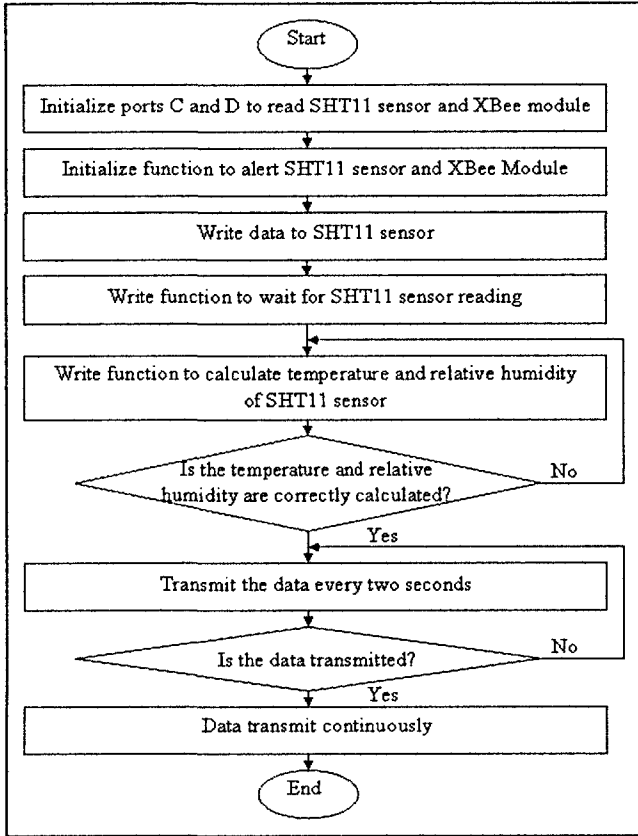 Start
Initialize ports C and D to read SHT11 sensor and XBee module
Initialize function to alert SHT11 sensor and XBee Module
Write data to SHT11 sensor
Write function to wait for SHT11 sensor reading
Write function to calculate temperature and relative humidity
of SHT11 sensor
Is the temperature and relative
humidity are correctly calculated?
No
Yes
Transmit the data every two seconds
Is the data transmitted?
No
Yes
Data transmit continuously
End